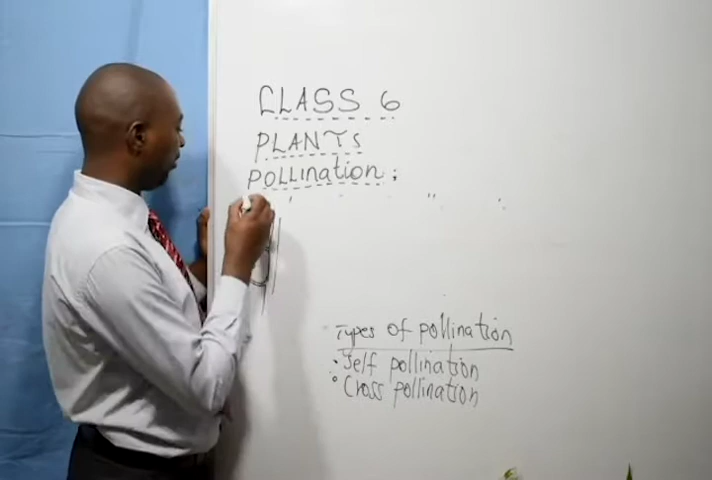 CLASS 6
PLANTS
Pollination ;
Types of pollination
• Self pollination
• Cross pollination